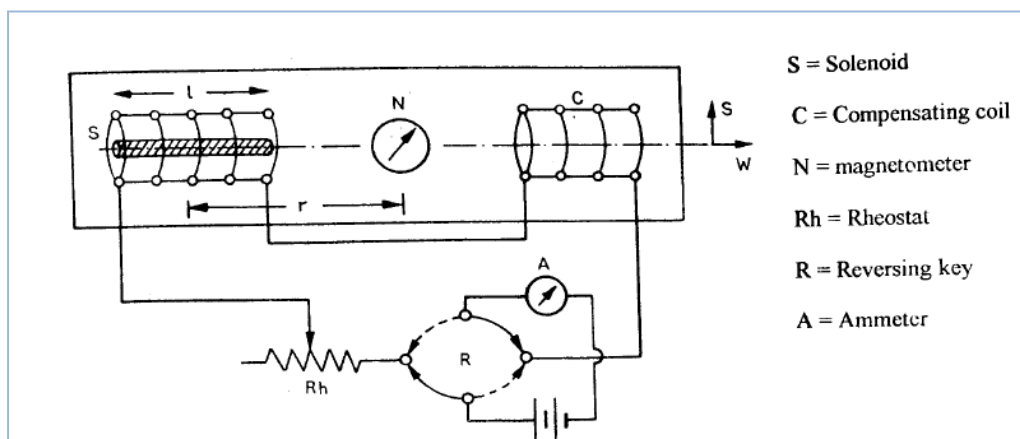 l
S
N
C
S
W
r
A
R
Rh
S = Solenoid
C = Compensating coil
N = magnetometer
Rh = Rheostat
R = Reversing key
A = Ammeter